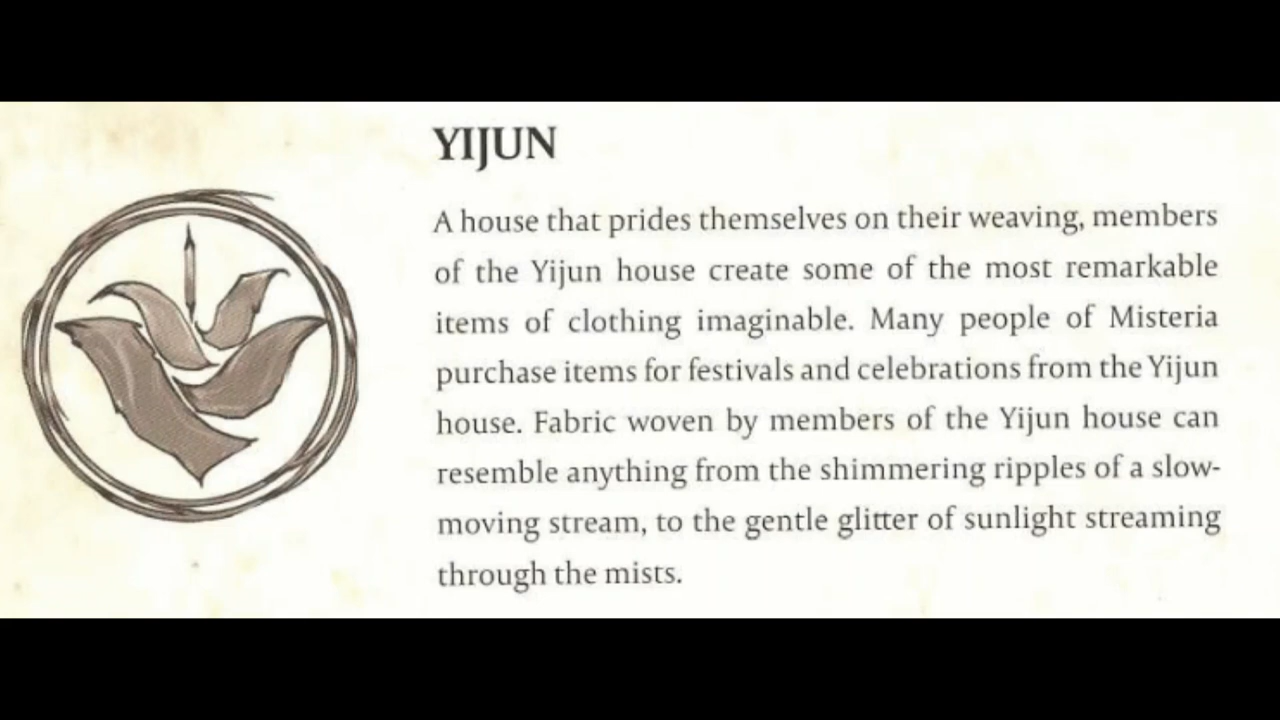 YIJUN
A house that prides themselves on their weaving, members
of the Yijun house create some of the most remarkable
items of clothing imaginable. Many people of Misteria
purchase items for festivals and celebrations from the Yijun
house. Fabric woven by members of the Yijun house can
resemble anything from the shimmering ripples of a slow-
moving stream, to the gentle glitter of sunlight streaming
through the mists.